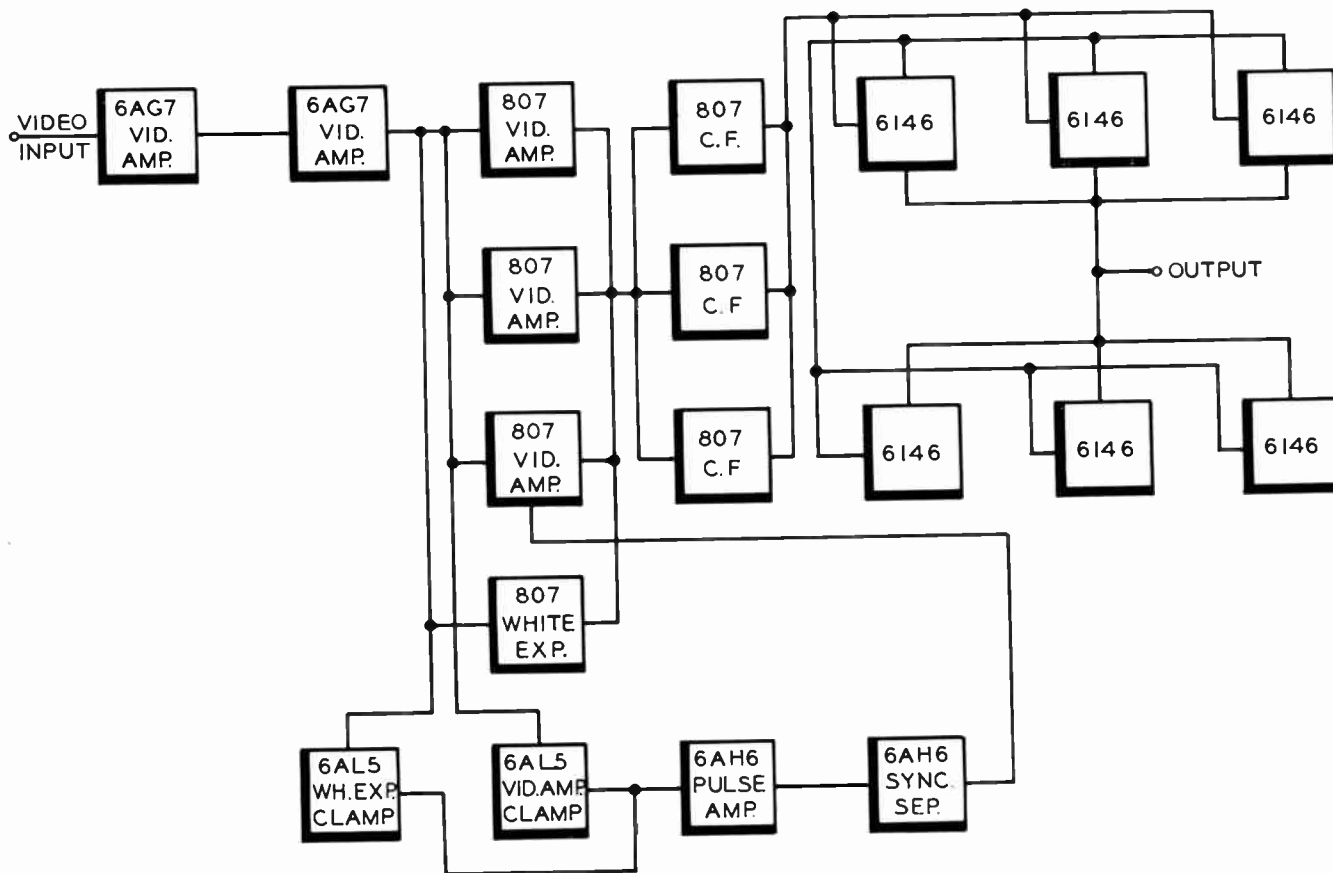 VIDEO
INPUT
6AG7
VID.
AMP.
6AG7
VID.
AMP.
807
VID.
AMP.
807
C.F.
6146
6146
6146
807
VID.
AMP.
807
C.F
OUTPUT
807
VID.
AMP.
807
C.F
6146
6146
6146
807
WHITE
EXP.
6AL5
WH.EXP.
CLAMP
6AL5
VID.AMP.
CLAMP
6AH6
PULSE
AMP.
6AH6
SYNC.
SEP.